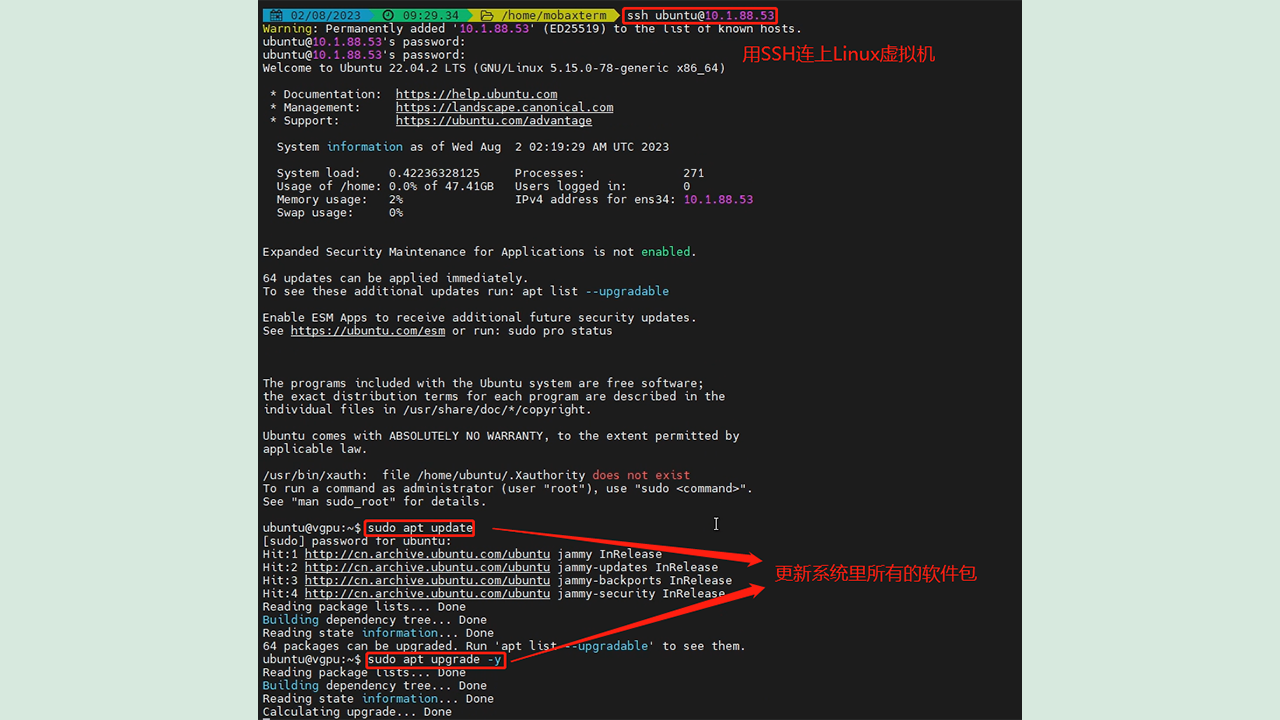 02/08/2023 09:29.34 /home/mobaxterm ssh ubuntu@10.1.88.53
Warning: Permanently added '10.1.88.53' (ED25519) to the list of known hosts.
ubuntu@10.1.88.53's password:
用SSH连上Linux虚拟机
ubuntu@10.1.88.53's password:
Welcome to Ubuntu 22.04.2 LTS (GNU/Linux 5.15.0-78-generic x86_64)
* Documentation: https://help.ubuntu.com
* Management: https://landscape.canonical.com
* Support: https://ubuntu.com/advantage
System information as of Wed Aug 2 02:19:29 AM UTC 2023
System load: 0.42236328125 Processes: 271
Usage of /home: 0.0% of 47.41GB Users logged in: 0
Memory usage: 2% IPv4 address for ens34: 10.1.88.53
Swap usage: 0%
Expanded Security Maintenance for Applications is not enabled.
64 updates can be applied immediately.
To see these additional updates run: apt list --upgradable
Enable ESM Apps to receive additional future security updates.
See https://ubuntu.com/esm or run: sudo pro status
The programs included with the Ubuntu system are free software;
the exact distribution terms for each program are described in the
individual files in /usr/share/doc/*/copyright.
Ubuntu comes with ABSOLUTELY NO WARRANTY, to the extent permitted by
applicable law.
/usr/bin/xauth: file /home/ubuntu/.Xauthority does not exist
To run a command as administrator (user "root"), use "sudo <command>".
See "man sudo_root" for details.
ubuntu@vgpu:~$ sudo apt update
[sudo] password for ubuntu:
Hit:1 http://cn.archive.ubuntu.com/ubuntu jammy InRelease
Hit:2 http://cn.archive.ubuntu.com/ubuntu jammy-updates InRelease
更新系统里所有的软件包
Hit:3 http://cn.archive.ubuntu.com/ubuntu jammy-backports InRelease
Hit:4 http://cn.archive.ubuntu.com/ubuntu jammy-security InRelease
Reading package lists... Done
Building dependency tree... Done
Reading state information... Done
64 packages can be upgraded. Run 'apt list --upgradable' to see them.
ubuntu@vgpu:~$ sudo apt upgrade -y
Reading package lists... Done
Building dependency tree... Done
Reading state information... Done
Calculating upgrade... Done